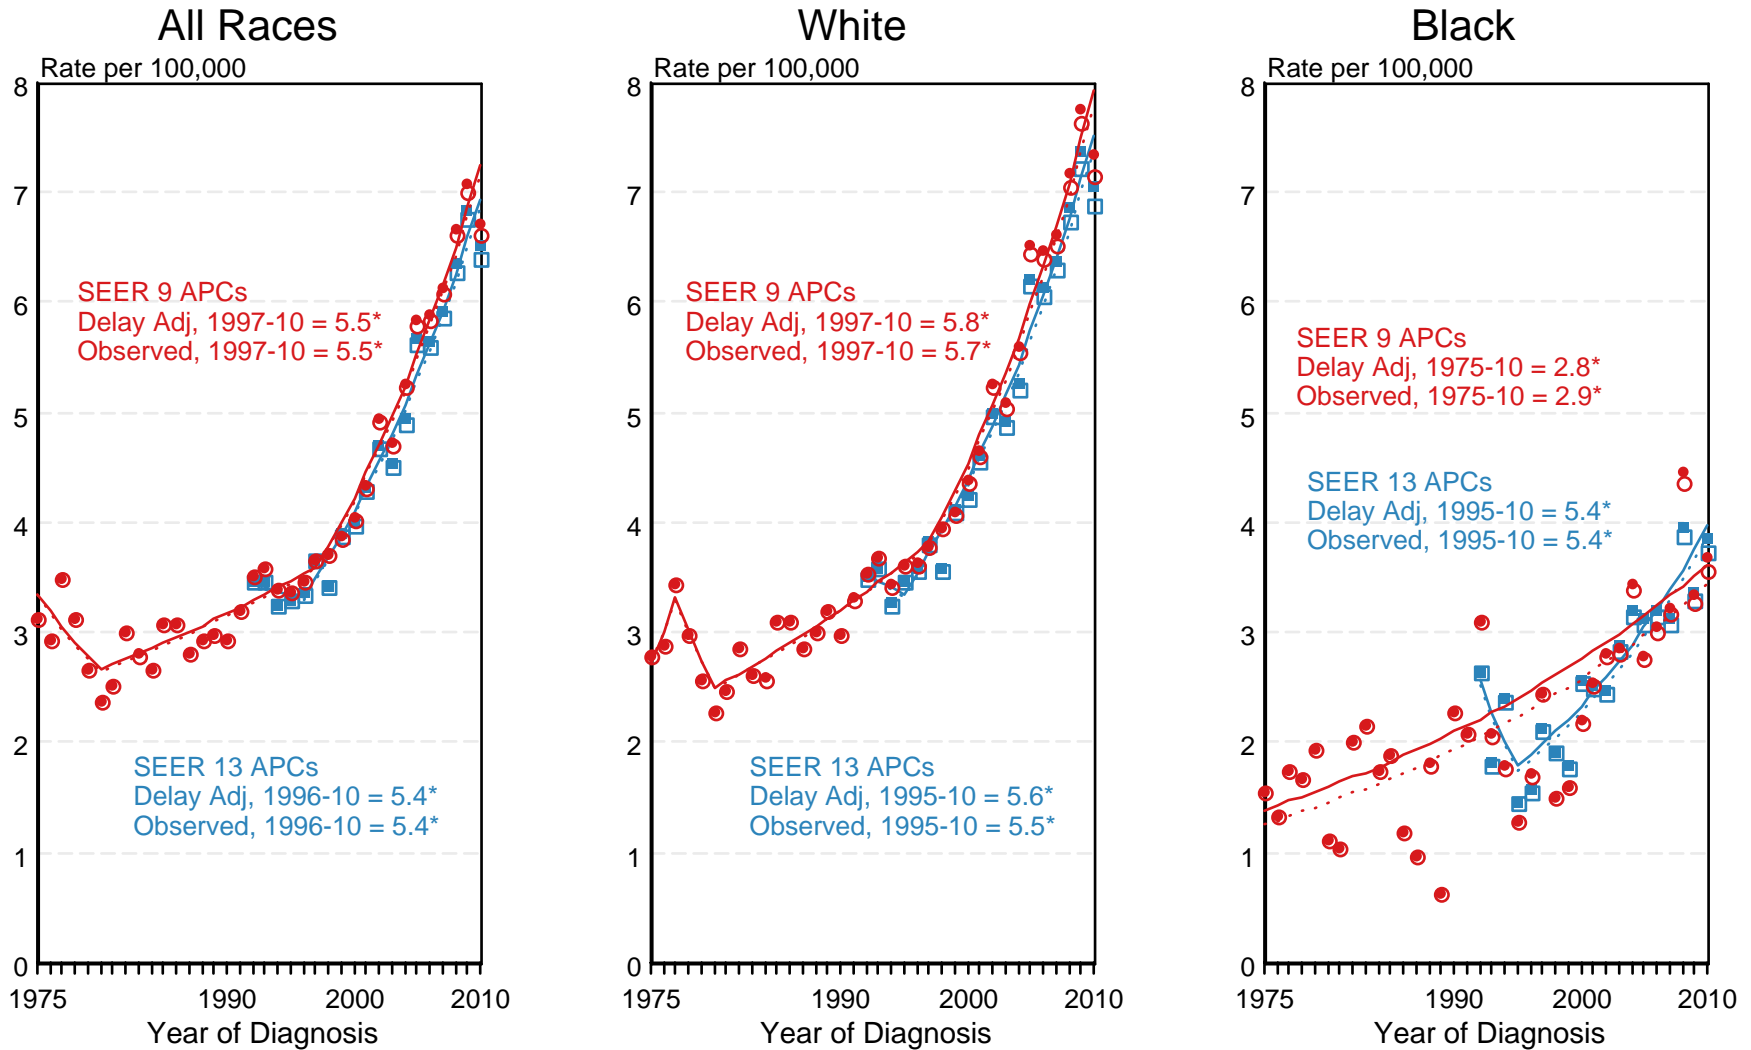 All Races
Rate per 100,000
8
7
6
5
4
3
2
1
0
SEER 9 APCs
Delay Adj, 1997-10 = 5.5*
Observed, 1997-10 = 5.5*
SEER 13 APCs
Delay Adj, 1996-10 = 5.4*
Observed, 1996-10 = 5.4*
1975 1990 2000 2010
Year of Diagnosis
White
Rate per 100,000
8
7
6
5
4
3
2
1
0
SEER 9 APCs
Delay Adj, 1997-10 = 5.8*
Observed, 1997-10 = 5.7*
SEER 13 APCs
Delay Adj, 1995-10 = 5.6*
Observed, 1995-10 = 5.5*
1975 1990 2000 2010
Year of Diagnosis
Black
Rate per 100,000
8
7
6
5
4
3
2
1
0
SEER 9 APCs
Delay Adj, 1975-10 = 2.8*
Observed, 1975-10 = 2.9*
SEER 13 APCs
Delay Adj, 1995-10 = 5.4*
Observed, 1995-10 = 5.4*
1975 1990 2000 2010
Year of Diagnosis